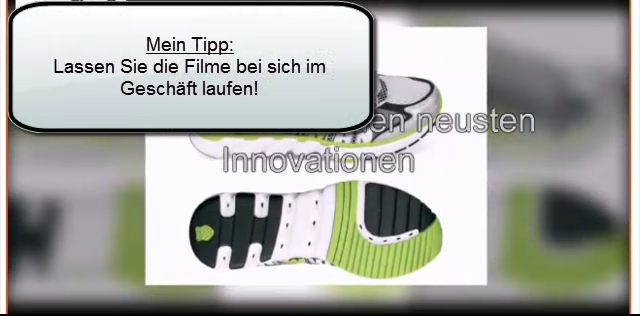 Mein Tipp:
Lassen Sie die Filme bei sich im
Geschäft laufen!
en neusten
Innovationen